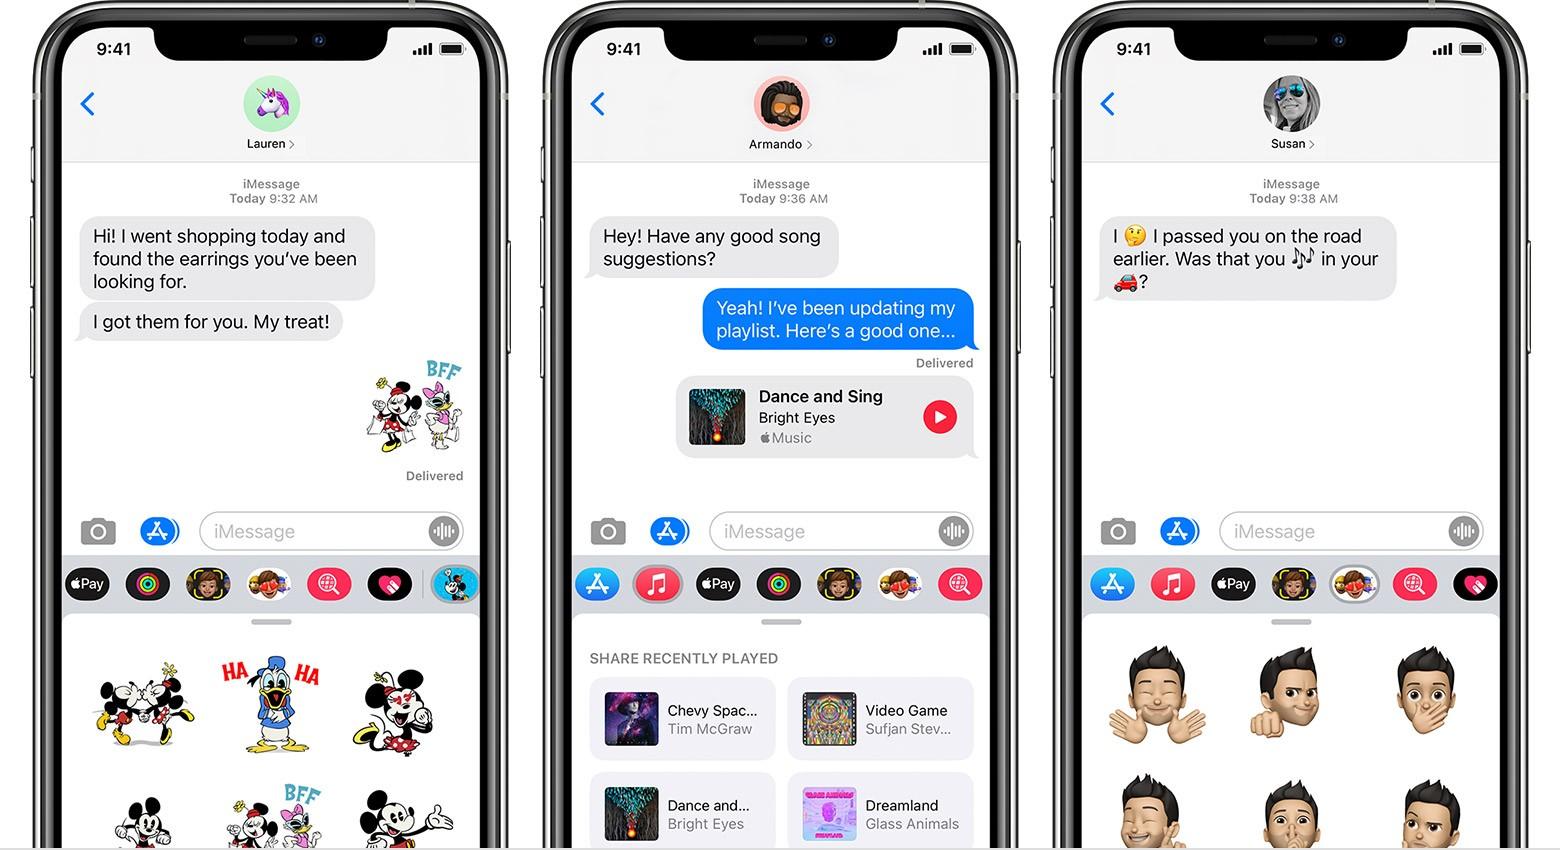 9:41
Lauren
iMessage
Today 9:32 AM
Hi! I went shopping today and
found the earrings you've been
looking for.
I got them for you. My treat!
BFF
Delivered
iMessage
Pay
HA HA
BFF
9:41
Armando
iMessage
Today 9:36 AM
Hey! Have any good song
suggestions?
Yeah! I've been updating my
playlist. Here's a good one...
Delivered
Dance and Sing
Bright Eyes
Music
iMessage
Pay
SHARE RECENTLY PLAYED
Chevy Spac...
Tim McGraw
Video Game
Sufjan Stev...
Dance and...
Bright Eyes
Dreamland
Glass Animals
9:41
Susan
iMessage
Today 9:38 AM
I 🤔 I passed you on the road
earlier. Was that you 🎶 in your
🚗?
iMessage
Pay